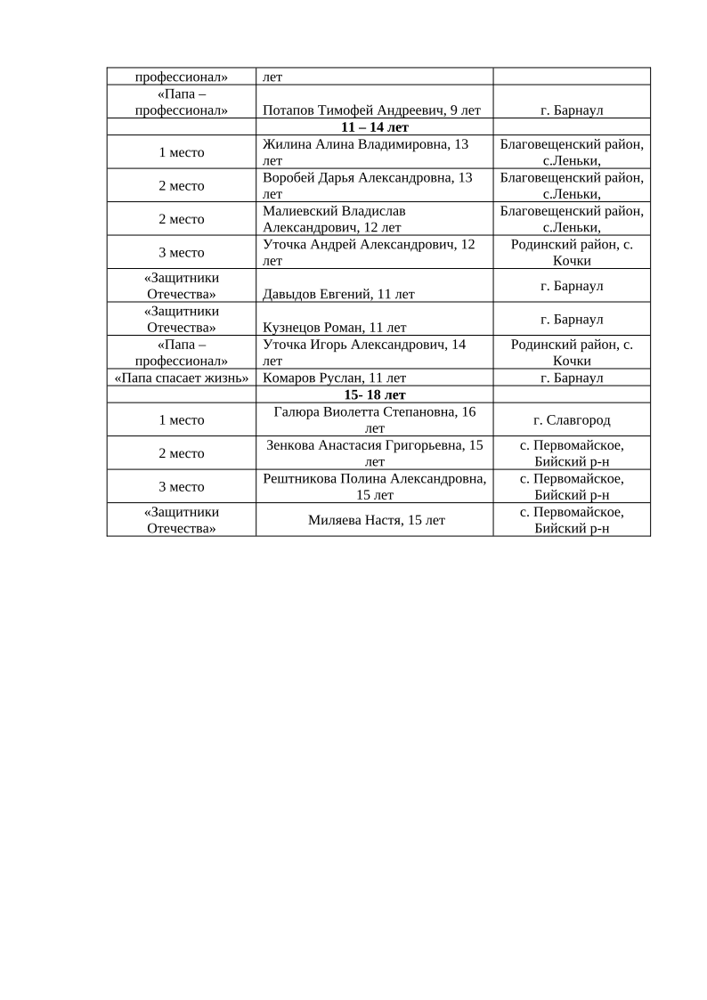 профессионал» лет
«Папа –
профессионал» Потапов Тимофей Андреевич, 9 лет г. Барнаул
11 – 14 лет
1 место Жилина Алина Владимировна, 13
лет Благовещенский район,
с.Леньки,
2 место Воробей Дарья Александровна, 13
лет Благовещенский район,
с.Леньки,
2 место Малиевский Владислав
Александрович, 12 лет Благовещенский район,
с.Леньки,
3 место Уточка Андрей Александрович, 12
лет Родинский район, с.
Кочки
«Защитники
Отечества» Давыдов Евгений, 11 лет г. Барнаул
«Защитники
Отечества» Кузнецов Роман, 11 лет г. Барнаул
«Папа –
профессионал» Уточка Игорь Александрович, 14
лет Родинский район, с.
Кочки
«Папа спасает жизнь» Комаров Руслан, 11 лет г. Барнаул
15- 18 лет
1 место Галюра Виолетта Степановна, 16
лет г. Славгород
2 место Зенкова Анастасия Григорьевна, 15
лет с. Первомайское,
Бийский р-н
3 место Рештникова Полина Александровна,
15 лет с. Первомайское,
Бийский р-н
«Защитники
Отечества» Миляева Настя, 15 лет с. Первомайское,
Бийский р-н